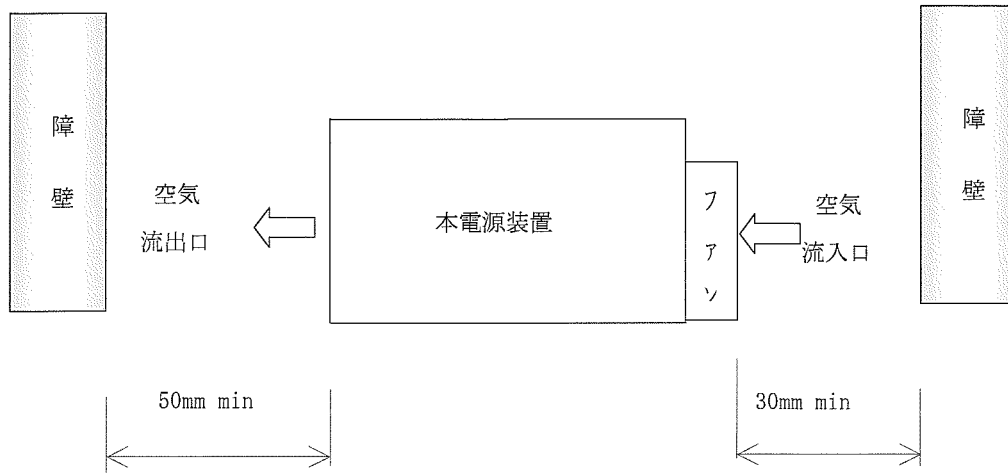 障壁
空気
流出口
本電源装置
ファン
空気
流入口
障壁
50mm min
30mm min